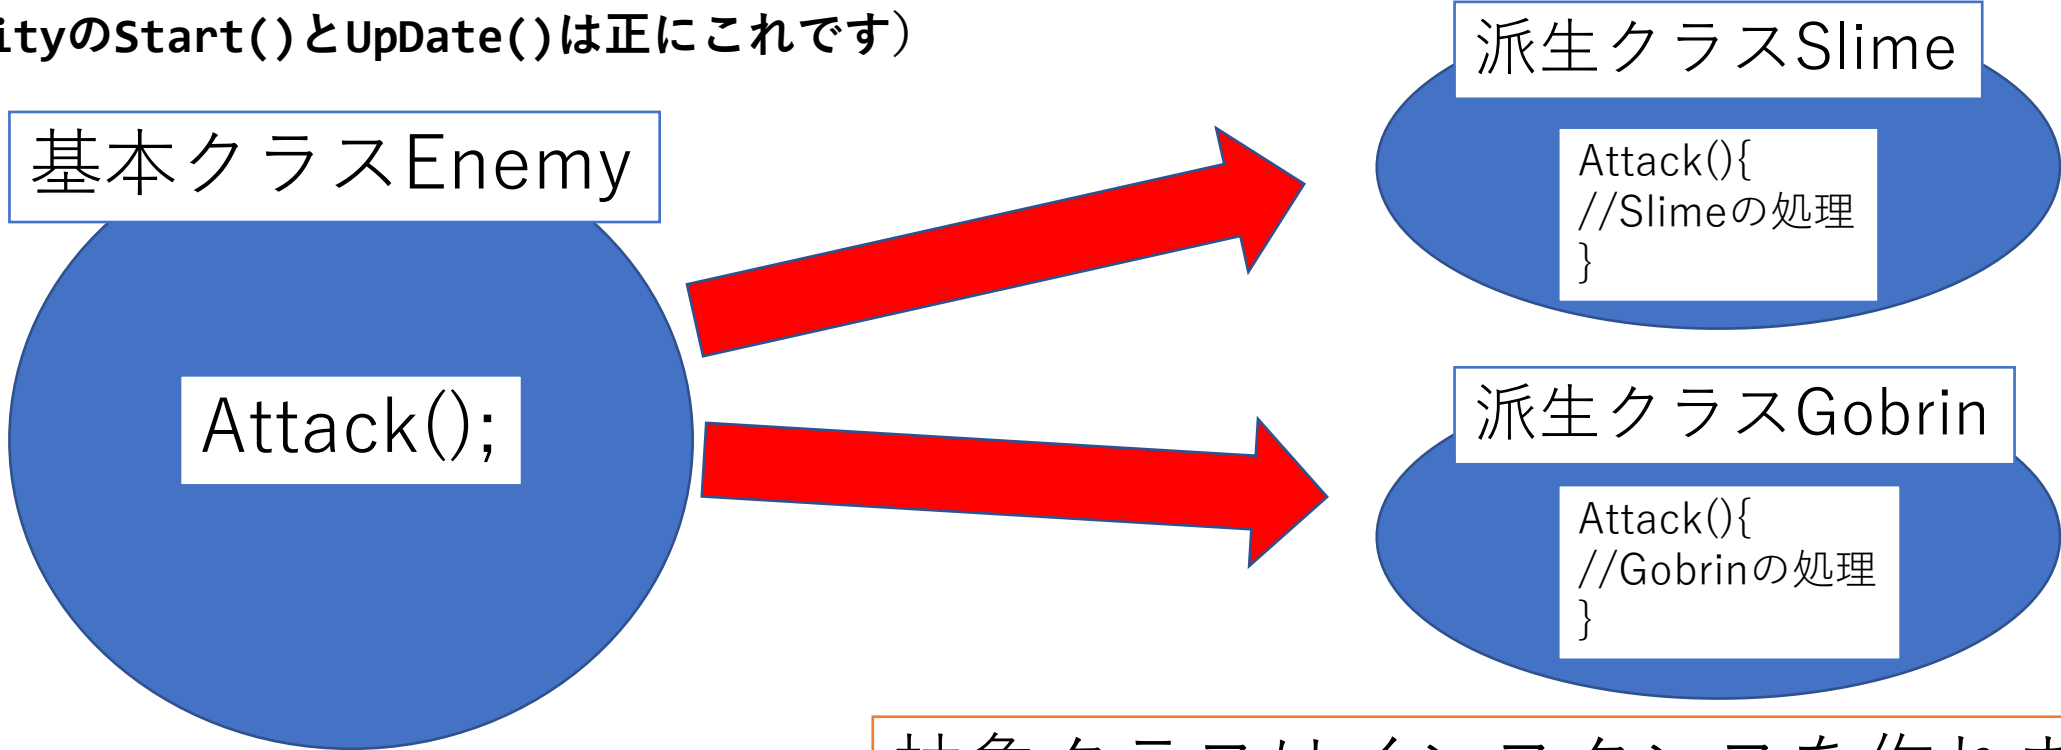 ityのStart()とUpDate()は正にこれです）
基本クラスEnemy
Attack();
派生クラスSlime
Attack(){
//Slimeの処理
}
派生クラスGobrin
Attack(){
//Gobrinの処理
}